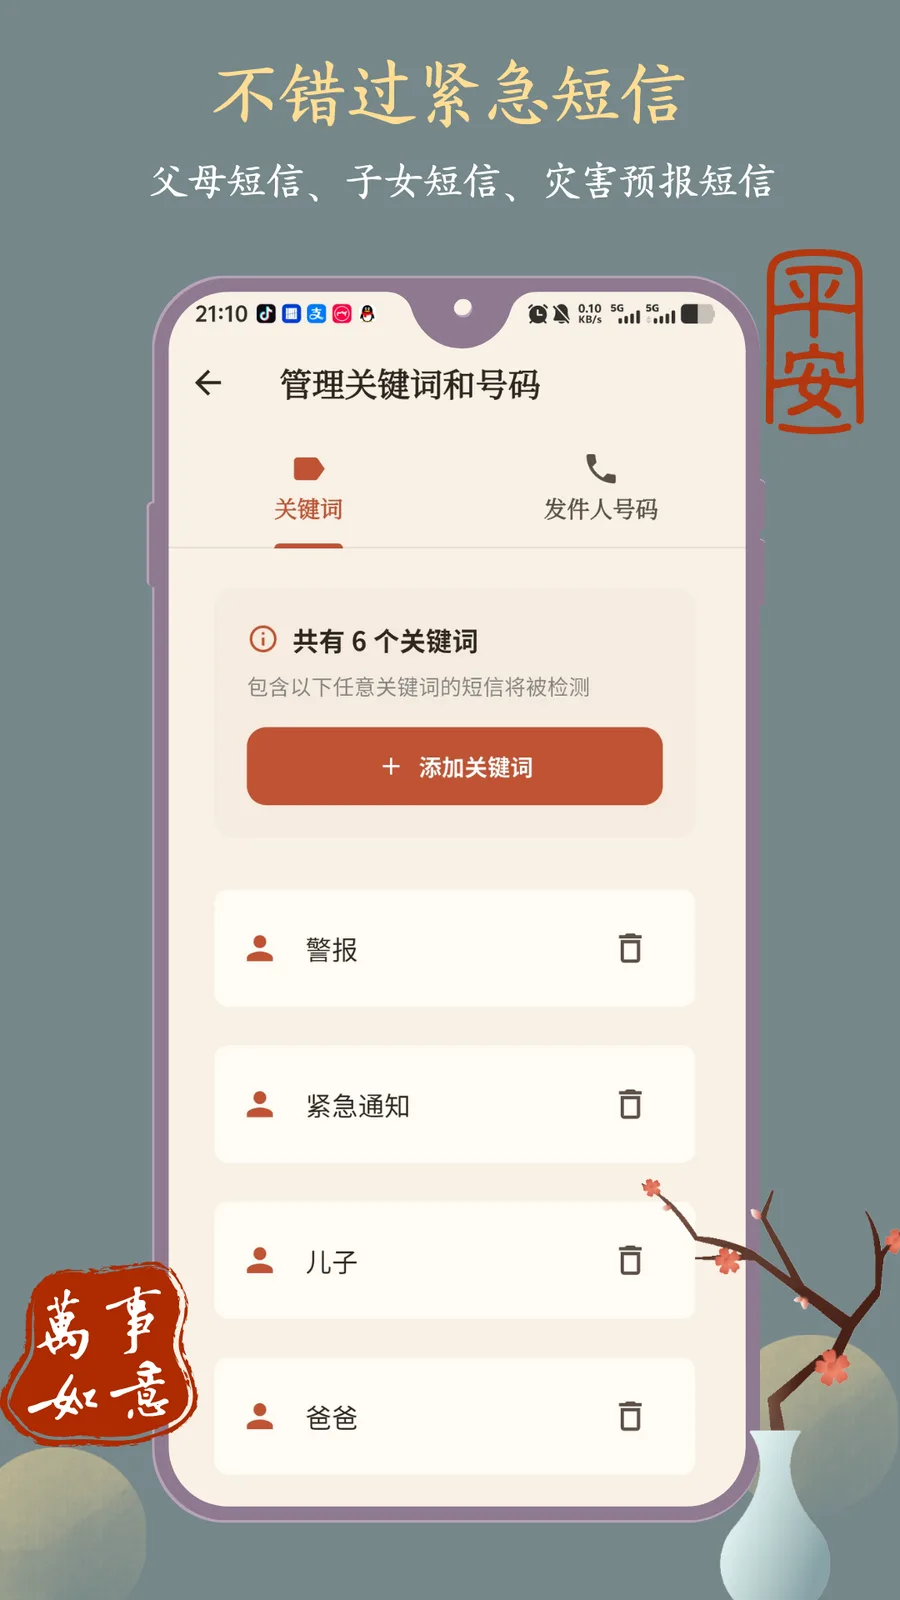 不错过紧急短信
父母短信、子女短信、灾害预报短信
平安
21:10
0.10 KB/s 5G 5G
管理关键词和号码
关键词
发件人号码
共有 6 个关键词
包含以下任意关键词的短信将被检测
+ 添加关键词
警报
紧急通知
儿子
爸爸
萬事
如意